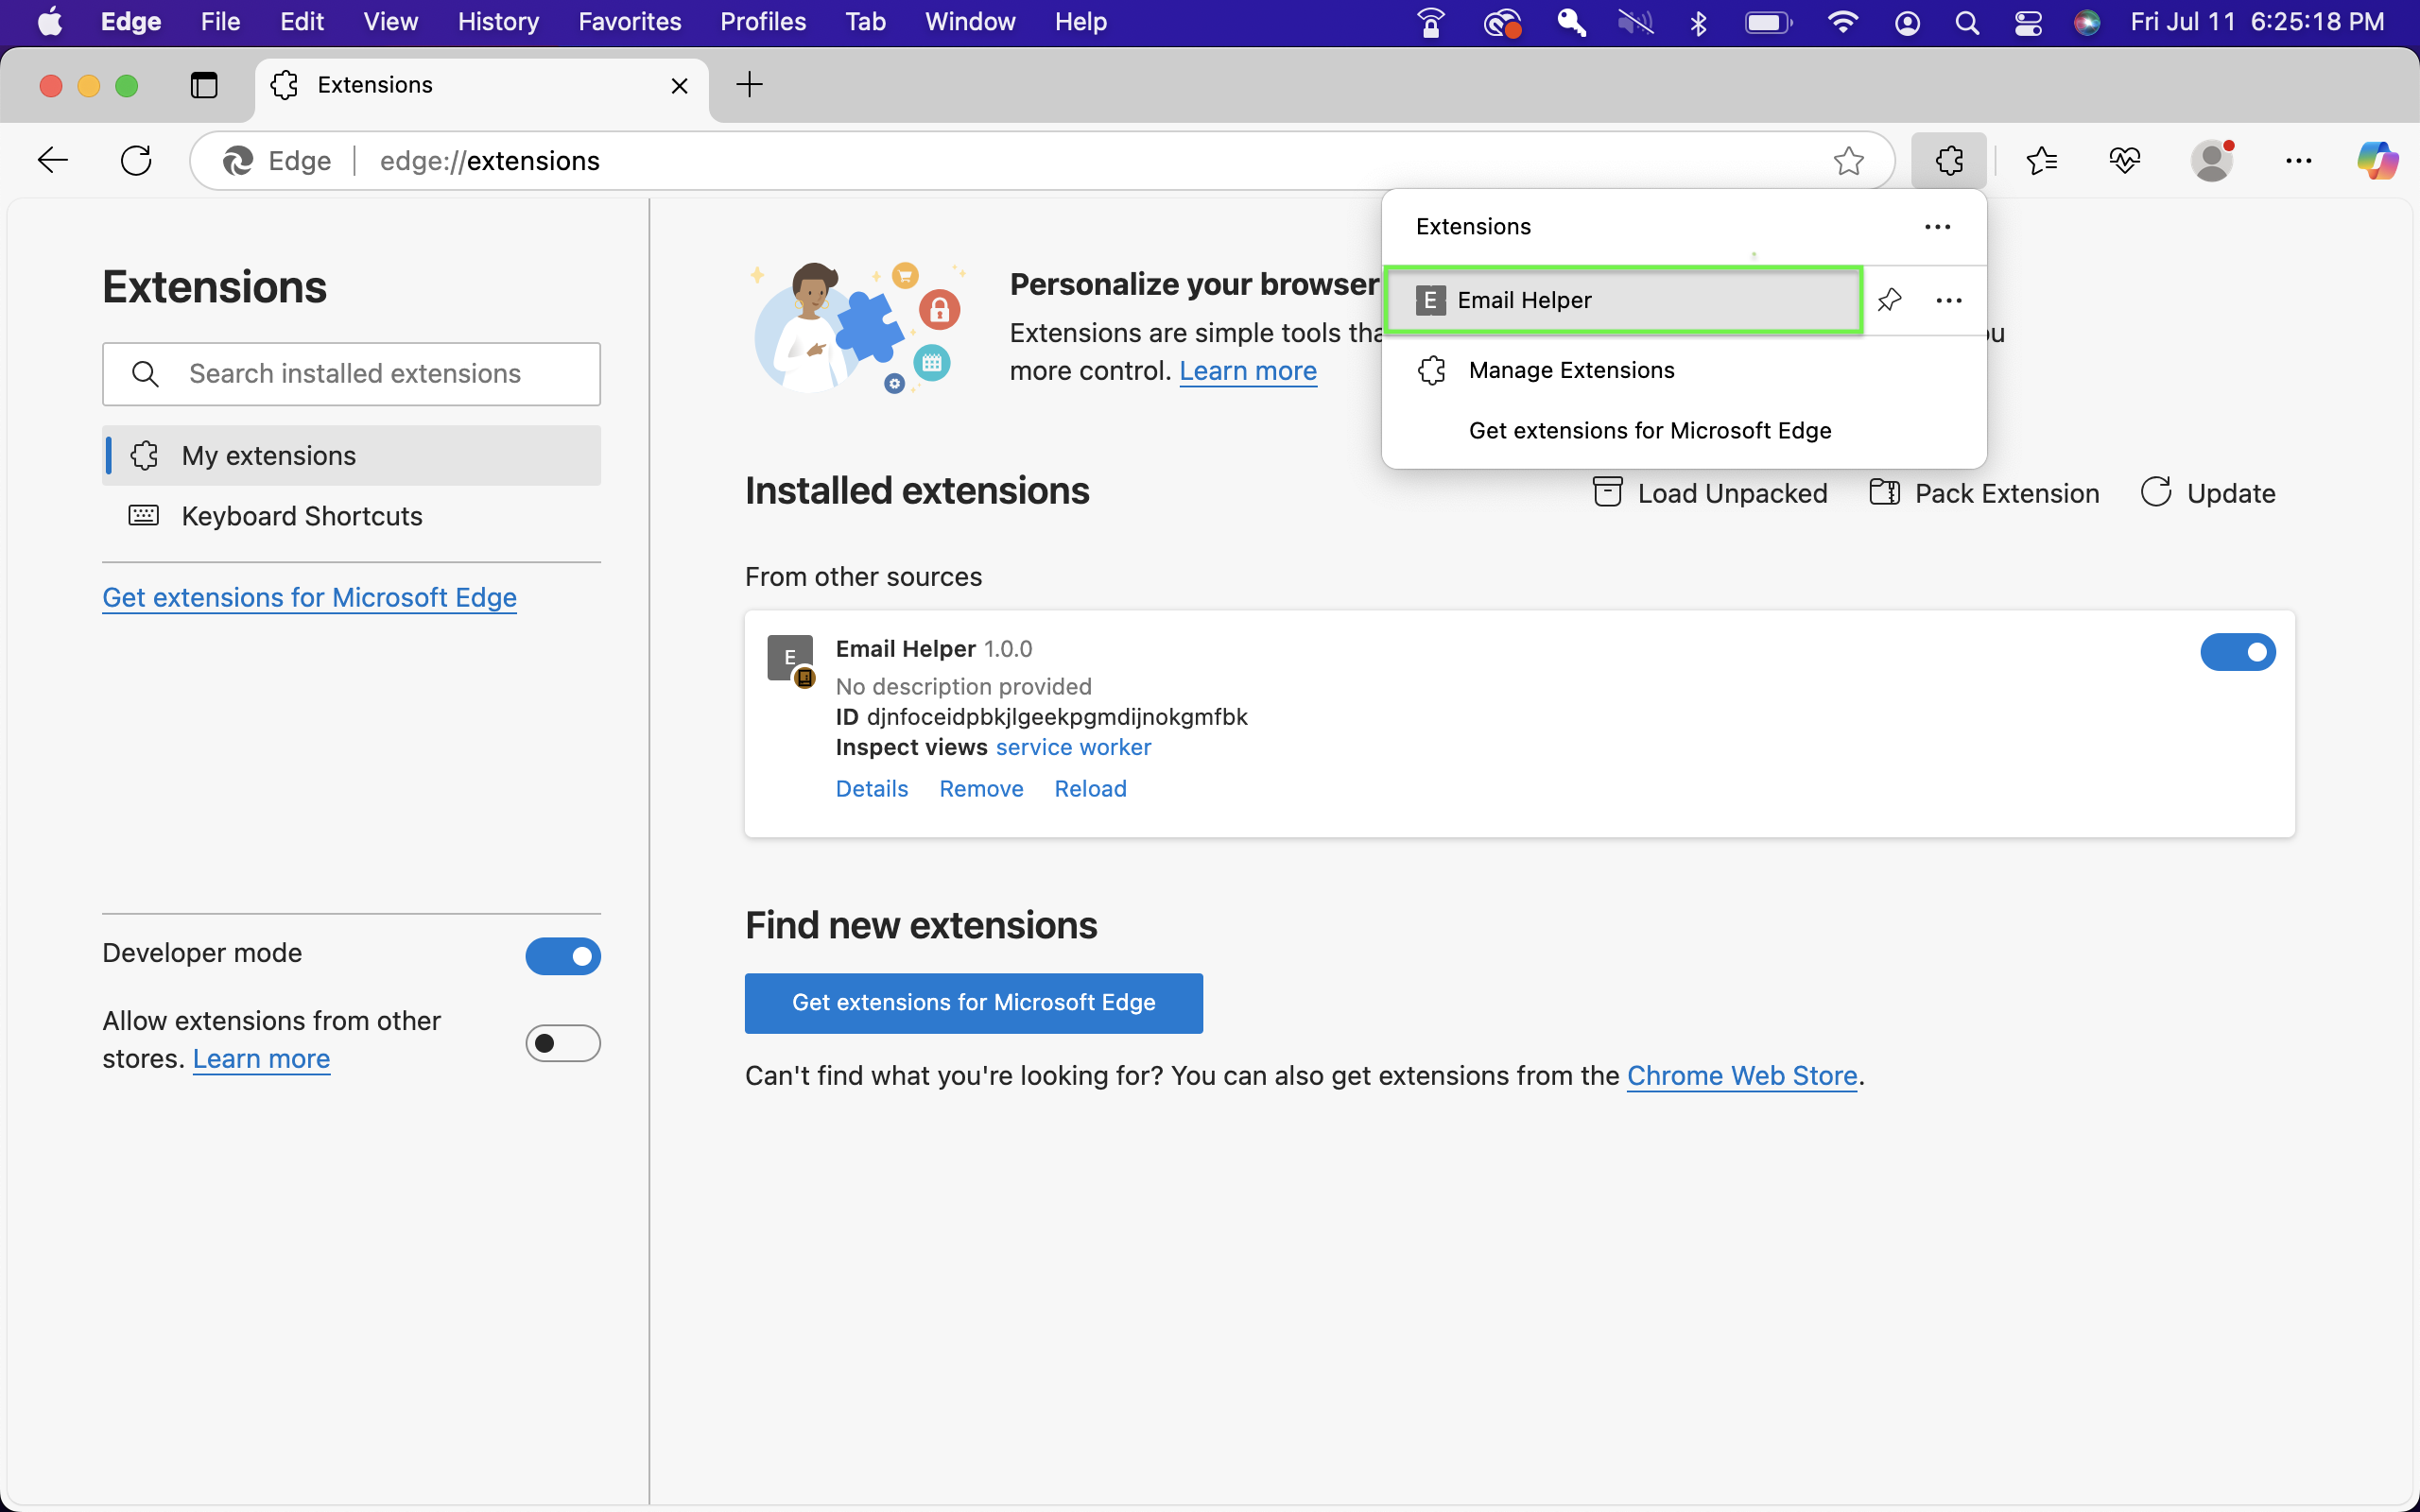 Edge File Edit View History Favorites Profiles Tab Window Help Fri Jul 11 6:25:18 PM
Extensions
Edge edge://extensions
Extensions
Search installed extensions
My extensions
Keyboard Shortcuts
Get extensions for Microsoft Edge
Developer mode
Allow extensions from other
stores. Learn more
Personalize your browser
Extensions are simple tools tha
more control. Learn more
Extensions
E Email Helper
Manage Extensions
Get extensions for Microsoft Edge
Installed extensions
Load Unpacked Pack Extension Update
From other sources
E
Email Helper 1.0.0
No description provided
ID djnfoceidpbkjlgeekpgmdijnokgmfbk
Inspect views service worker
Details Remove Reload
Find new extensions
Get extensions for Microsoft Edge
Can't find what you're looking for? You can also get extensions from the Chrome Web Store.